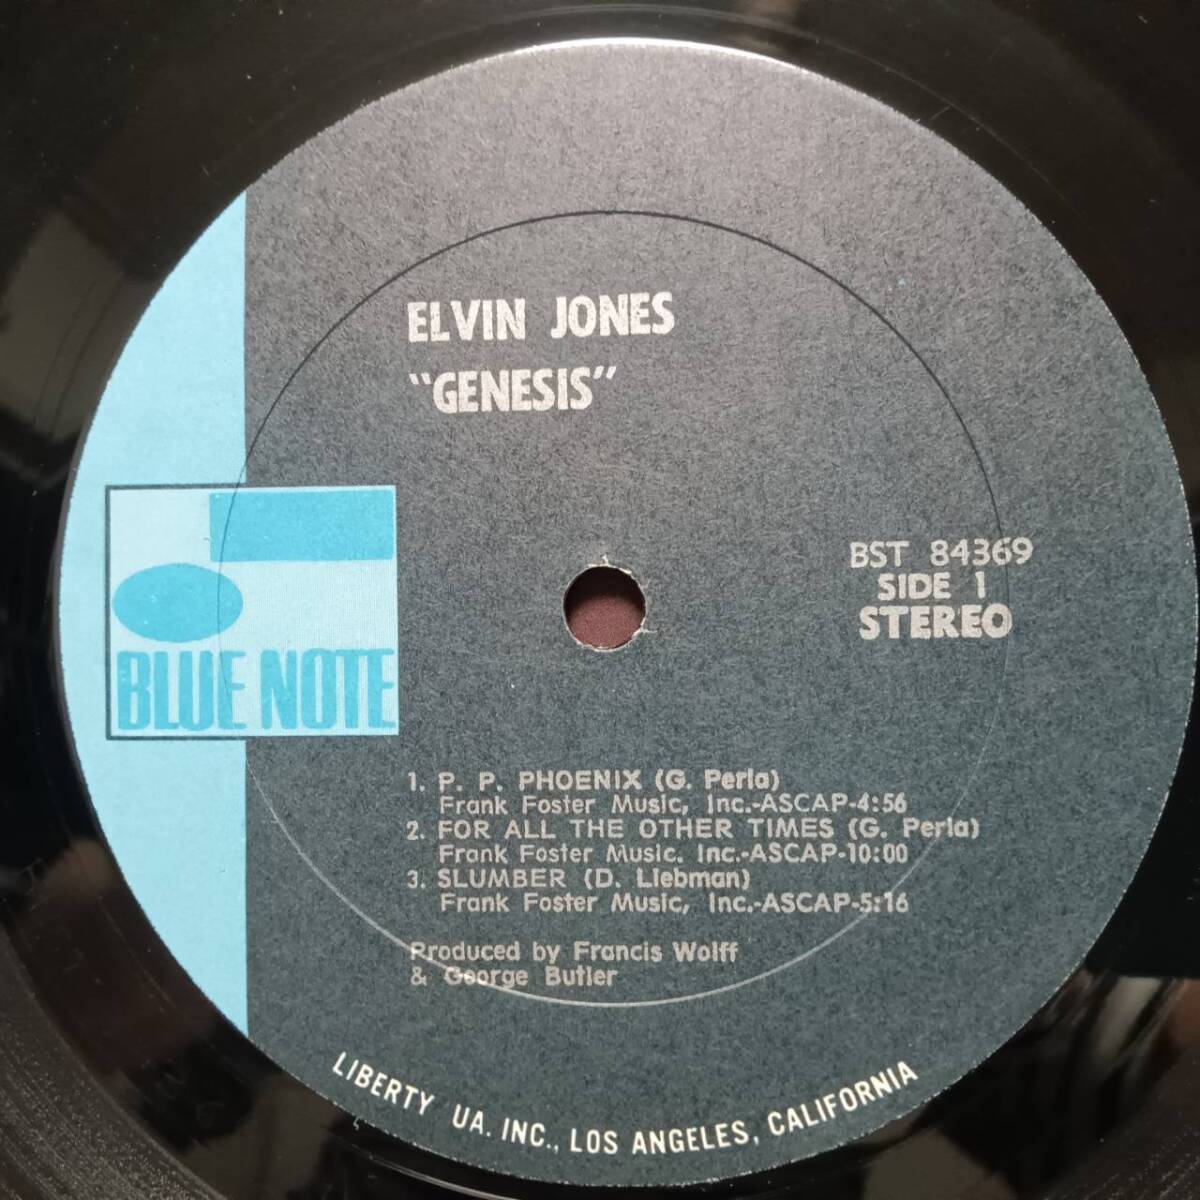 ELVIN JONES
"GENESIS"
BST 84369
SIDE 1
STEREO
BLUE NOTE
1. P. P. PHOENIX (G. Perla)
Frank Foster Music, Inc.-ASCAP-4:56
2. FOR ALL THE OTHER TIMES (G. Perla)
Frank Foster Music. Inc.-ASCAP-10:00
3. SLUMBER (D. Liebman)
Frank Foster Music, Inc.-ASCAP-5:16
Produced by Francis Wolff
& George Butler
LIBERTY UA. INC., LOS ANGELES, CALIFORNIA